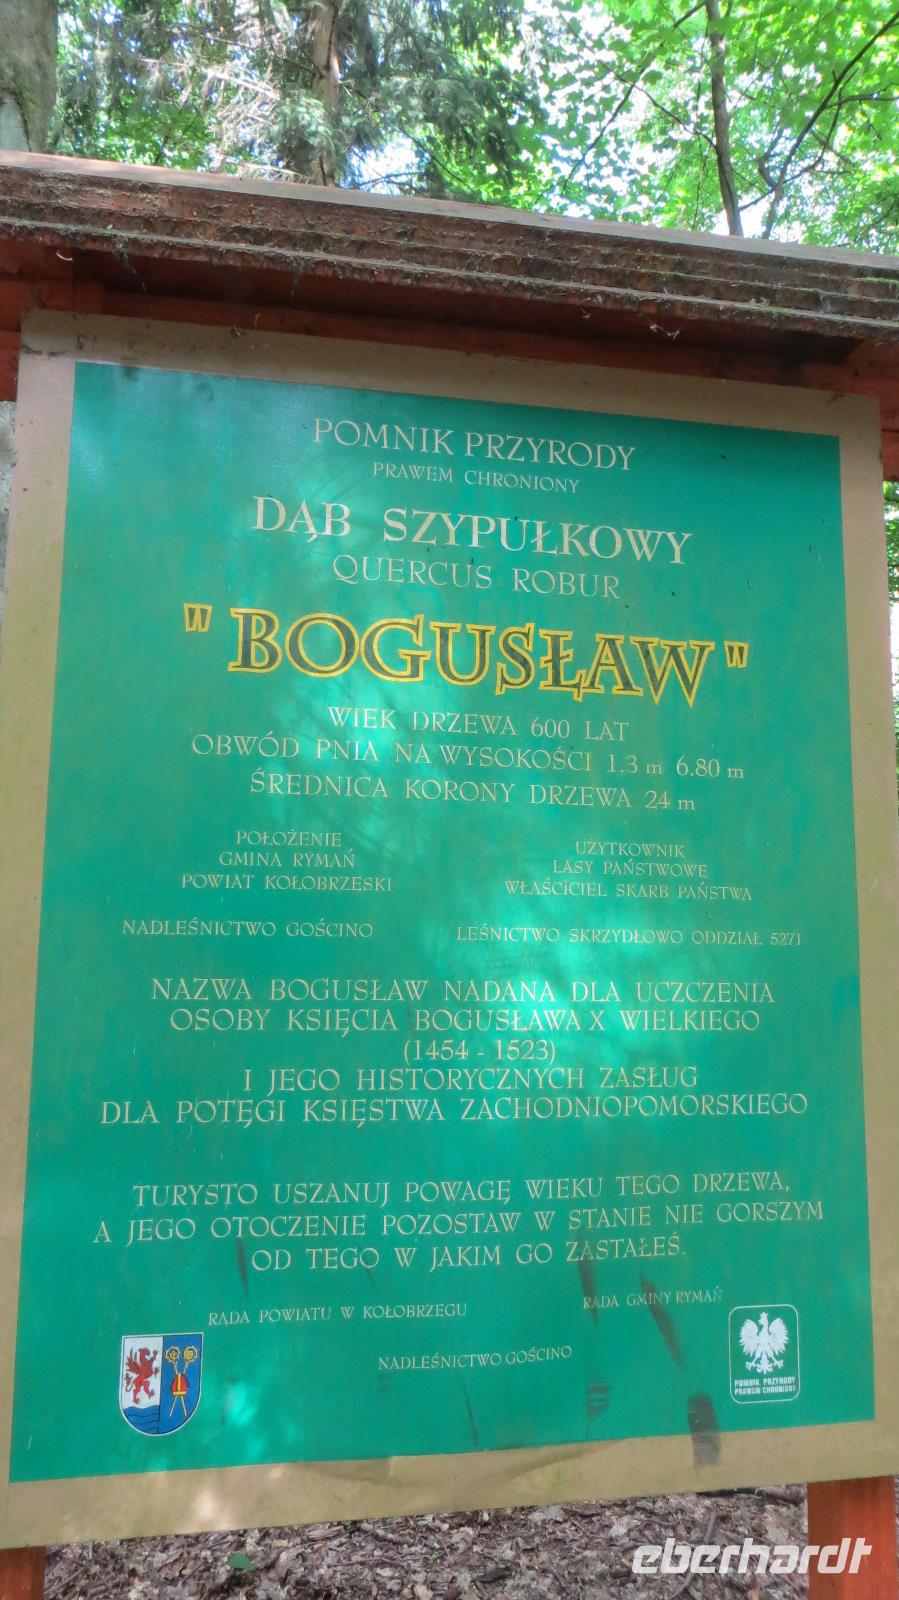 POMNIK PRZYRODY
PRAWEM CHRONIONY
DĄB SZYPUŁKOWY
QUERCUS ROBUR
"BOGUSŁAW"
WIEK DRZEWA 600 LAT
OBWÓD PNIA NA WYSOKOŚCI 1.3 m 6.80 m
ŚREDNICA KORONY DRZEWA 24 m
POŁOŻENIE
GMINA RYMAŃ
POWIAT KOŁOBRZESKI
UŻYTKOWNIK
LASY PAŃSTWOWE
WŁAŚCICIEL SKARB PAŃSTWA
NADLEŚNICTWO GOŚCINO
LEŚNICTWO SKRZYDŁOWO ODDZIAŁ 527I
NAZWA BOGUSŁAW NADANA DLA UCZCZENIA
OSOBY KSIĘCIA BOGUSŁAWA X WIELKIEGO
(1454 - 1523)
I JEGO HISTORYCZNYCH ZASŁUG
DLA POTĘGI KSIĘSTWA ZACHODNIOPOMORSKIEGO
TURYSTO USZANUJ POWAGĘ WIEKU TEGO DRZEWA,
A JEGO OTOCZENIE POZOSTAW W STANIE NIE GORSZYM
OD TEGO W JAKIM GO ZASTAŁEŚ.
RADA POWIATU W KOŁOBRZEGU
RADA GMINY RYMAŃ
NADLEŚNICTWO GOŚCINO
POMNIK PRZYRODY
PRAWEM CHRONIONY
eberhardt